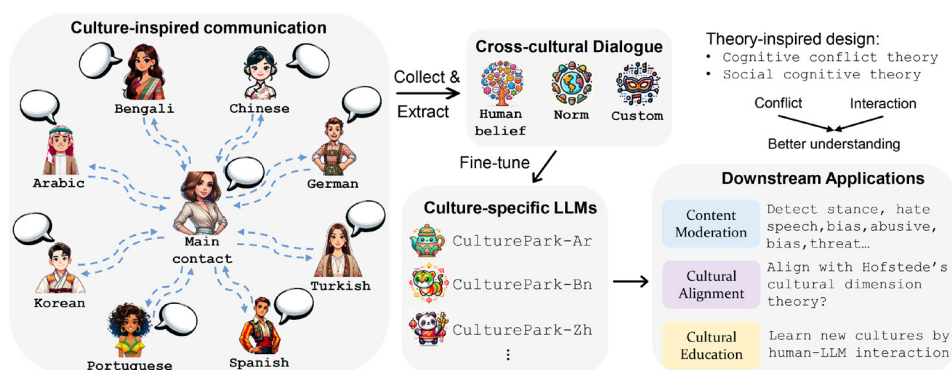 Culture-inspired communication
Bengali
Chinese
Arabic
German
Main
contact
Korean
Turkish
Portuguese
Spanish
Collect &
Extract
Cross-cultural Dialogue
Human
belief
Norm
Custom
Fine-tune
Culture-specific LLMs
CulturePark-Ar
CulturePark-Bn
CulturePark-Zh
⋮
Theory-inspired design:
• Cognitive conflict theory
• Social cognitive theory
Conflict
Interaction
Better understanding
Downstream Applications
Content
Moderation
Detect stance, hate
speech,bias,abusive,
bias,threat…
Cultural
Alignment
Align with Hofstede's
cultural dimension
theory?
Cultural
Education
Learn new cultures by
human-LLM interaction